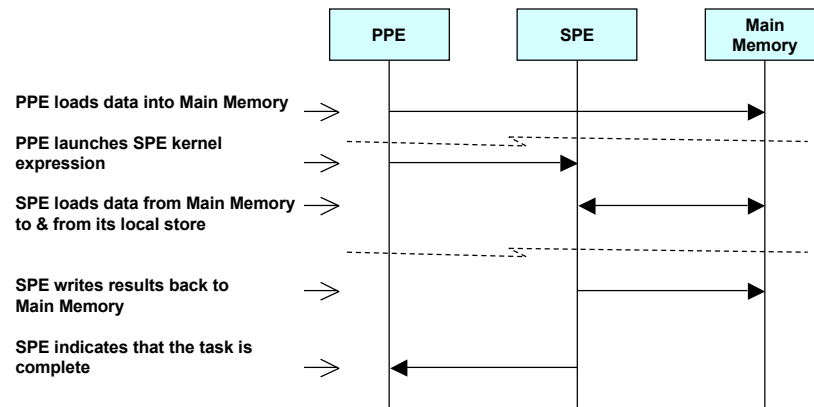 PPE
SPE
Main
Memory
PPE loads data into Main Memory
PPE launches SPE kernel
expression
SPE loads data from Main Memory
to & from its local store
SPE writes results back to
Main Memory
SPE indicates that the task is
complete